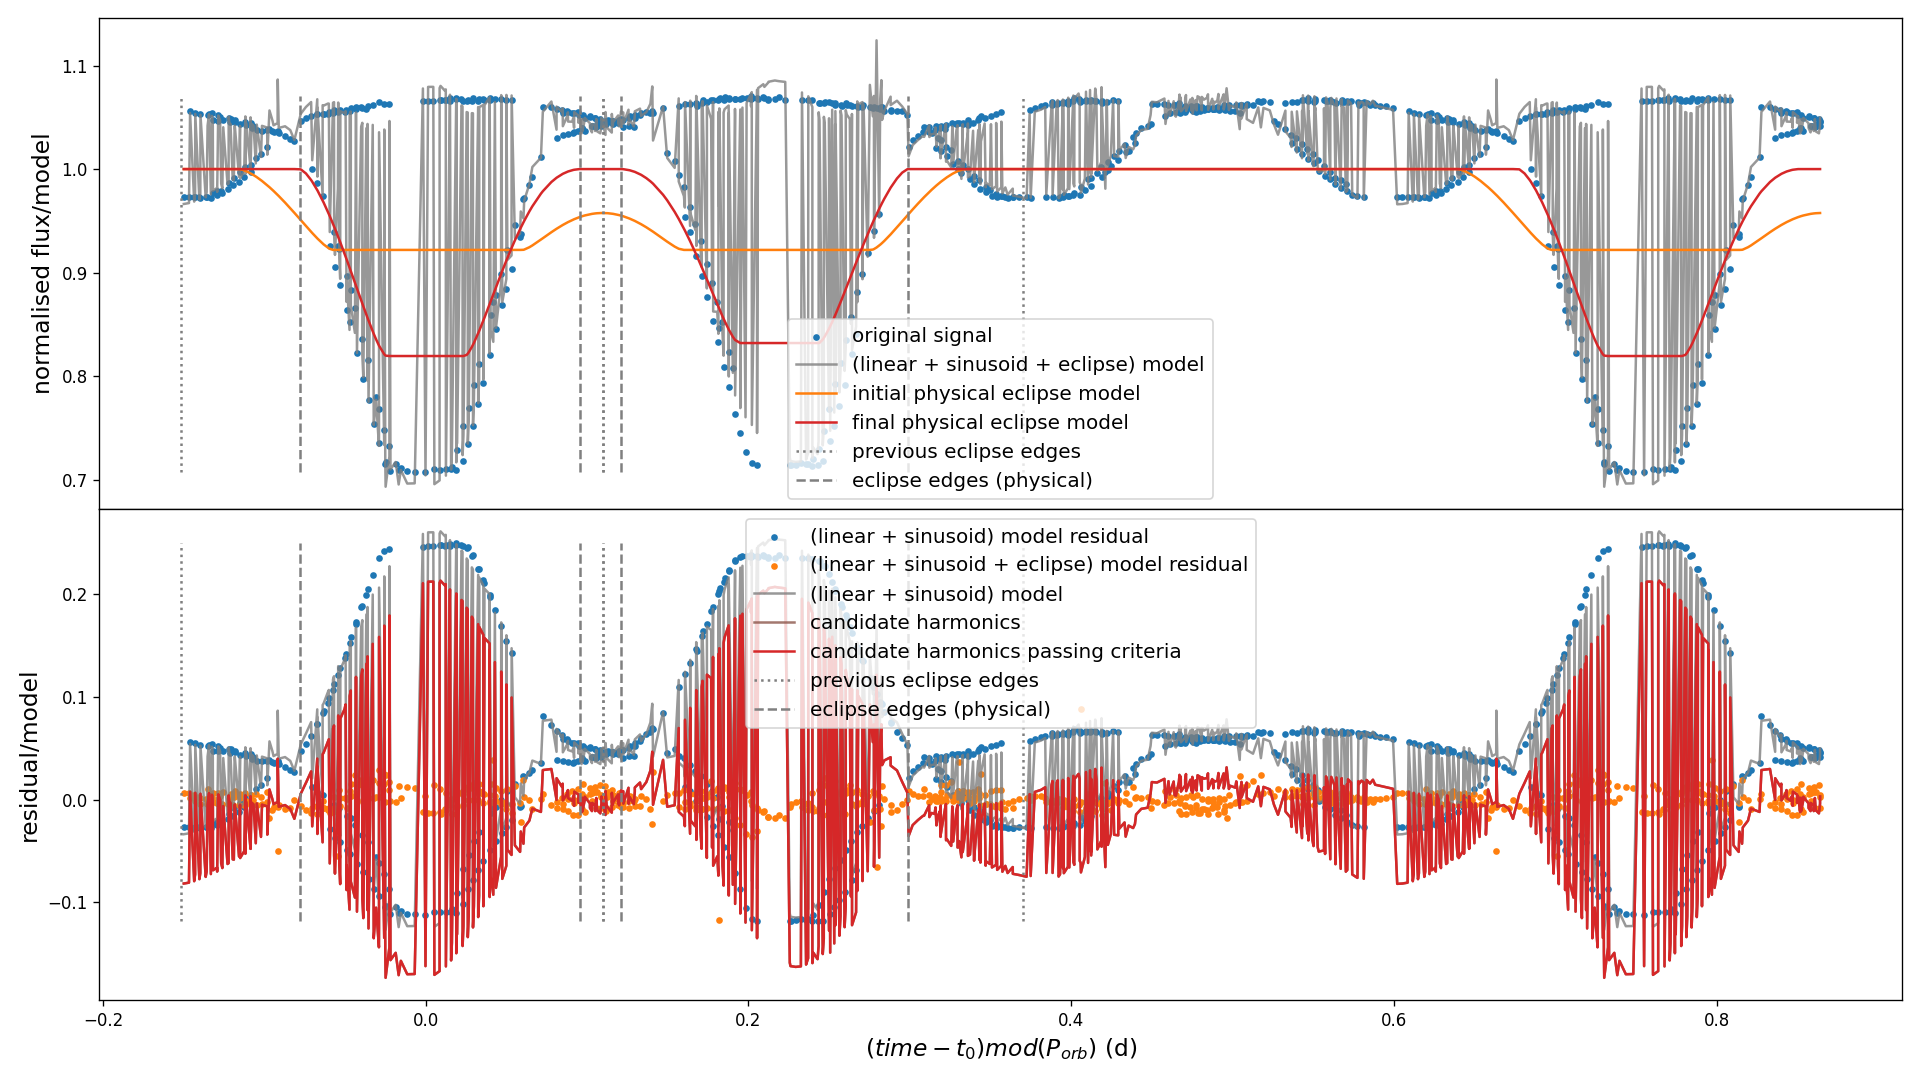 normalised flux/model
1.1
1.0
0.9
0.8
0.7
original signal
(linear + sinusoid + eclipse) model
initial physical eclipse model
final physical eclipse model
previous eclipse edges
eclipse edges (physical)
residual/model
0.2
0.1
0.0
−0.1
(linear + sinusoid) model residual
(linear + sinusoid + eclipse) model residual
(linear + sinusoid) model
candidate harmonics
candidate harmonics passing criteria
previous eclipse edges
eclipse edges (physical)
−0.2 0.0 0.2 0.4 0.6 0.8
(time − t₀)mod(P_orb) (d)